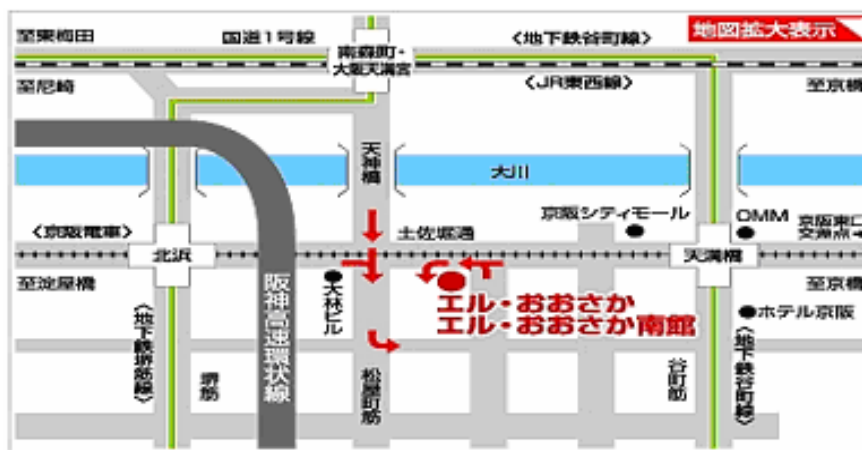 至東梅田
国道1号線
南森町・
大阪天満宮
〈地下鉄谷町線〉
地図拡大表示
至尼崎
〈JR東西線〉
至京橋
天神橋
大川
京阪シティモール
OMM
京阪東口
交差点
〈京阪電車〉
北浜
土佐堀通
天満橋
至淀屋橋
大林ビル
エル・おおさか
エル・おおさか南館
至京橋
ホテル京阪
〈地下鉄堺筋線〉
堺筋
阪神高速環状線
松屋町筋
谷町筋
〈地下鉄谷町線〉